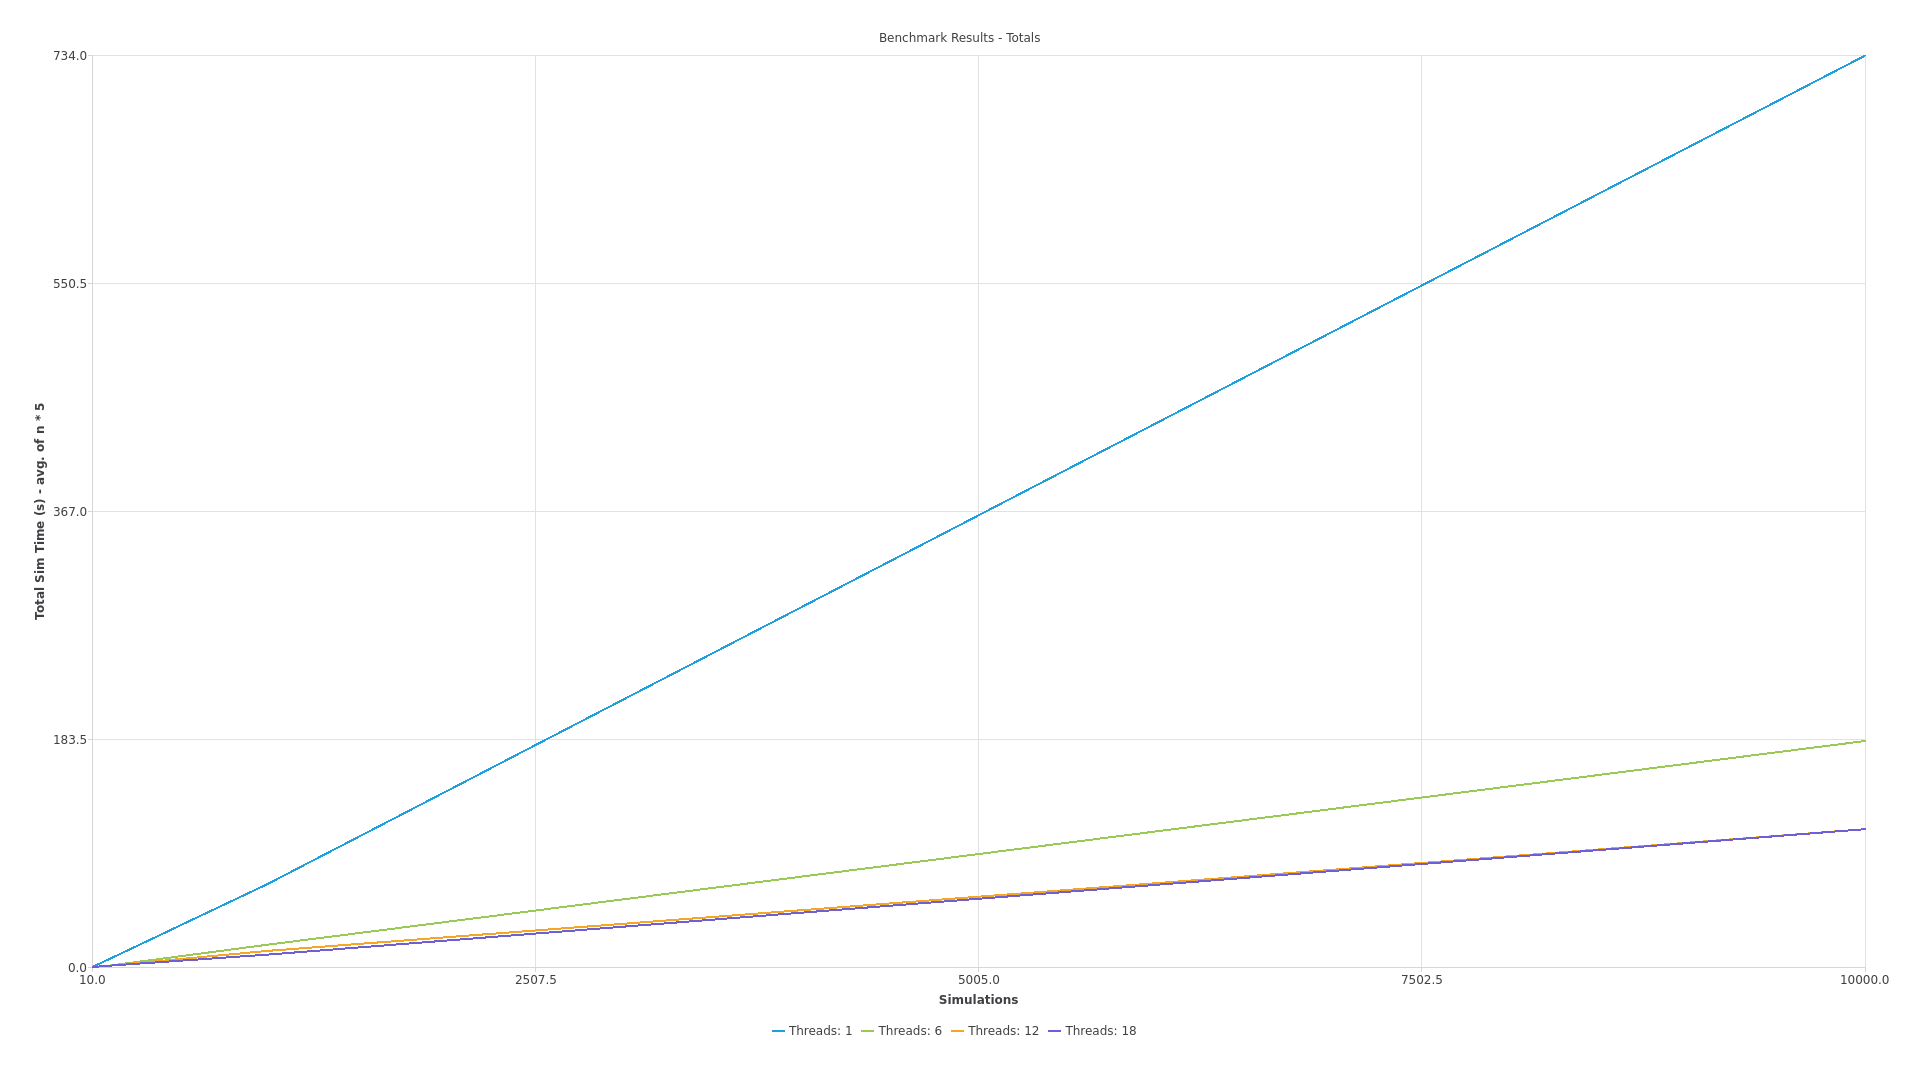 Benchmark Results - Totals
734.0
550.5
367.0
183.5
0.0
Total Sim Time (s) - avg. of n * 5
10.0 2507.5 5005.0 7502.5 10000.0
Simulations
Threads: 1 Threads: 6 Threads: 12 Threads: 18